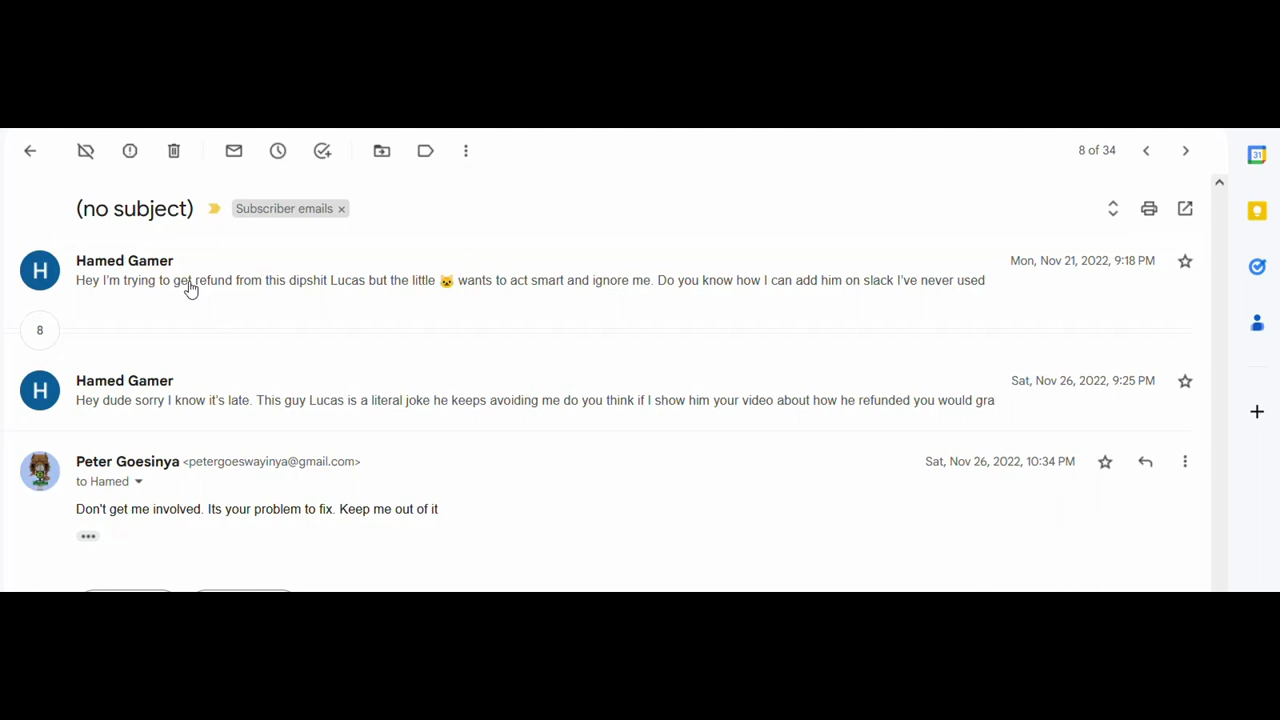 8 of 34
31
(no subject)
Subscriber emails ×
Hamed Gamer
Mon, Nov 21, 2022, 9:18 PM
Hey I'm trying to get refund from this dipshit Lucas but the little 🐱 wants to act smart and ignore me. Do you know how I can add him on slack I've never used
8
Hamed Gamer
Sat, Nov 26, 2022, 9:25 PM
Hey dude sorry I know it's late. This guy Lucas is a literal joke he keeps avoiding me do you think if I show him your video about how he refunded you would gra
Peter Goesinya <petergoeswayinya@gmail.com>
Sat, Nov 26, 2022, 10:34 PM
to Hamed
Don't get me involved. Its your problem to fix. Keep me out of it